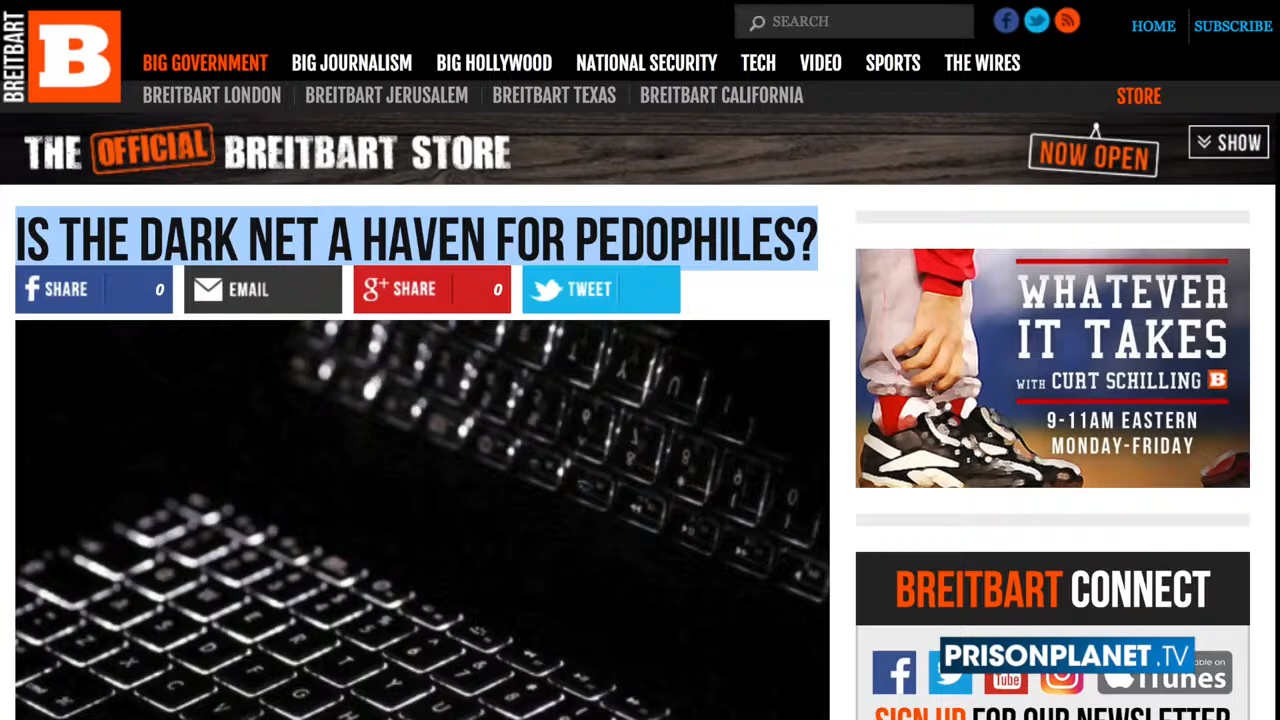 BREITBART
B
SEARCH
HOME
SUBSCRIBE
BIG GOVERNMENT BIG JOURNALISM BIG HOLLYWOOD NATIONAL SECURITY TECH VIDEO SPORTS THE WIRES
BREITBART LONDON BREITBART JERUSALEM BREITBART TEXAS BREITBART CALIFORNIA
STORE
THE OFFICIAL BREITBART STORE
NOW OPEN
SHOW
IS THE DARK NET A HAVEN FOR PEDOPHILES?
f SHARE 0
EMAIL
g+ SHARE 0
TWEET
WHATEVER
IT TAKES
WITH CURT SCHILLING B
9-11AM EASTERN
MONDAY-FRIDAY
BREITBART CONNECT
PRISONPLANET.TV
Tube
iTunes
SIGN UP FOR OUR NEWSLETTER